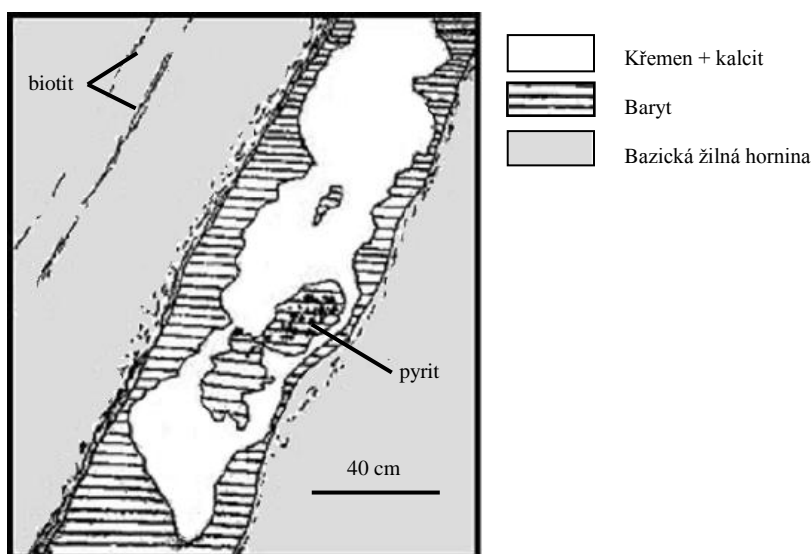 biotit
pyrit
40 cm
Křemen + kalcit
Baryt
Bazická žilná hornina